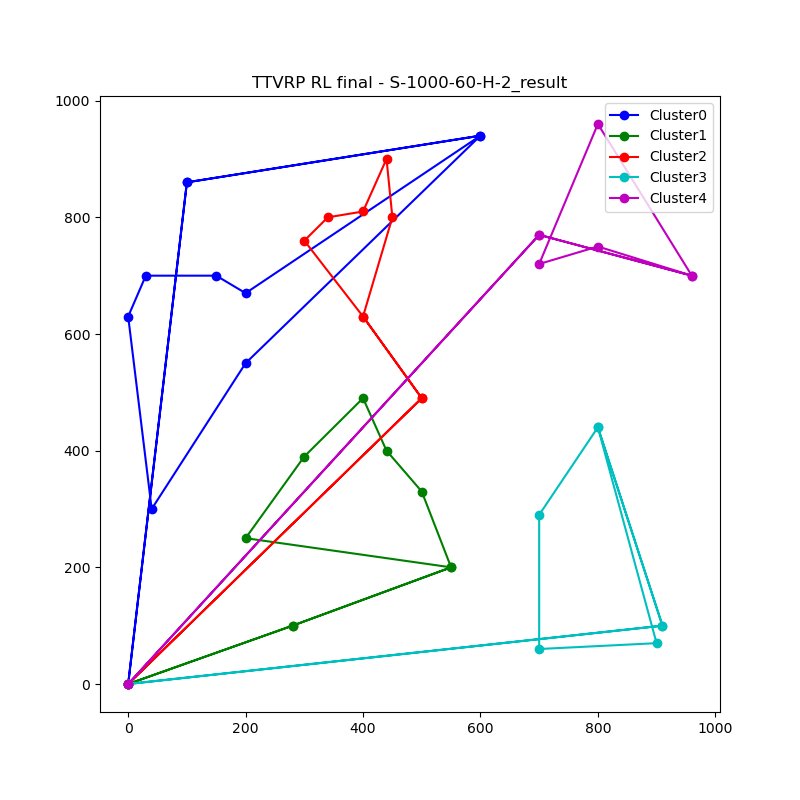 TTVRP RL final - S-1000-60-H-2_result
1000
800
600
400
200
0
0 200 400 600 800 1000
Cluster0
Cluster1
Cluster2
Cluster3
Cluster4